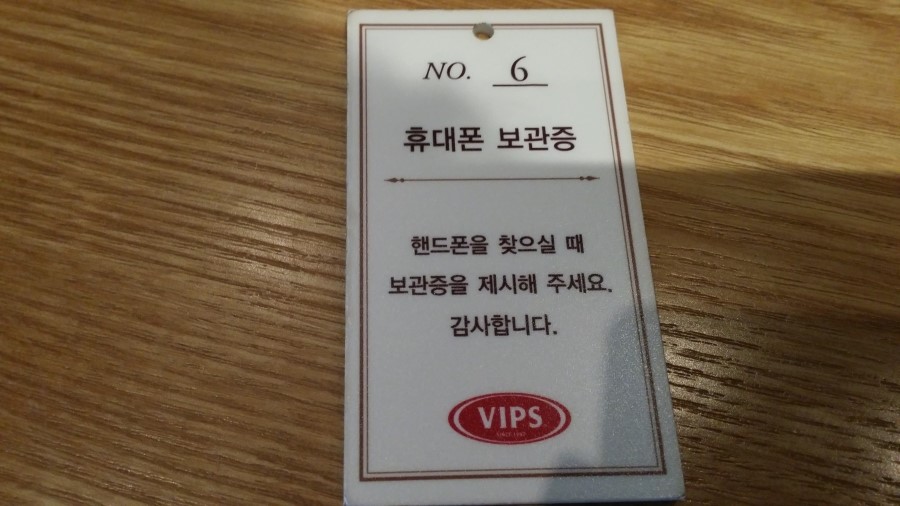 NO. 6
휴대폰 보관증
핸드폰을 찾으실 때
보관증을 제시해 주세요.
감사합니다.
VIPS